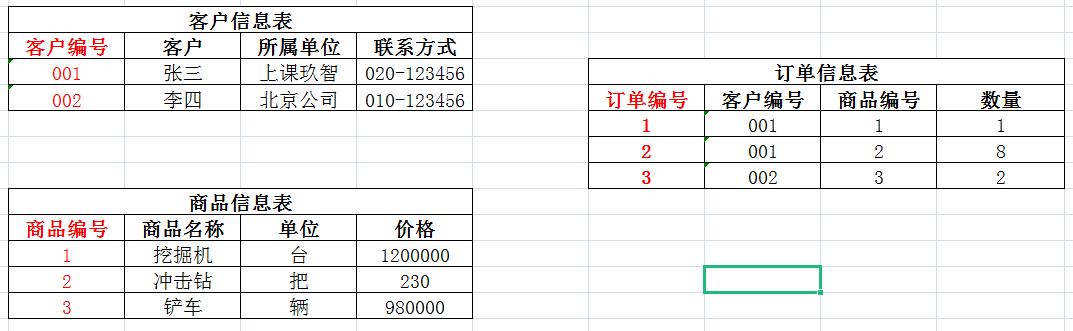 客户信息表
客户编号 客户 所属单位 联系方式
001 张三 上课玖智 020-123456
002 李四 北京公司 010-123456
商品信息表
商品编号 商品名称 单位 价格
1 挖掘机 台 1200000
2 冲击钻 把 230
3 铲车 辆 980000
订单信息表
订单编号 客户编号 商品编号 数量
1 001 1 1
2 001 2 8
3 002 3 2